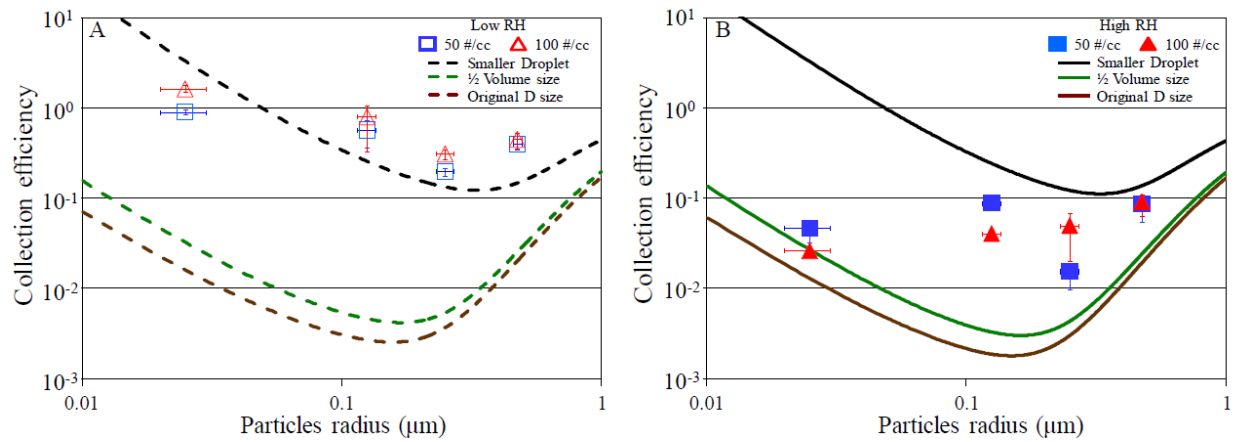 A
Low RH
50 #/cc 100 #/cc
Smaller Droplet
½ Volume size
Original D size
Collection efficiency
10¹
10⁰
10⁻¹
10⁻²
10⁻³
0.01 0.1 1
Particles radius (µm)
B
High RH
50 #/cc 100 #/cc
Smaller Droplet
½ Volume size
Original D size
Collection efficiency
10¹
10⁰
10⁻¹
10⁻²
10⁻³
0.01 0.1 1
Particles radius (µm)